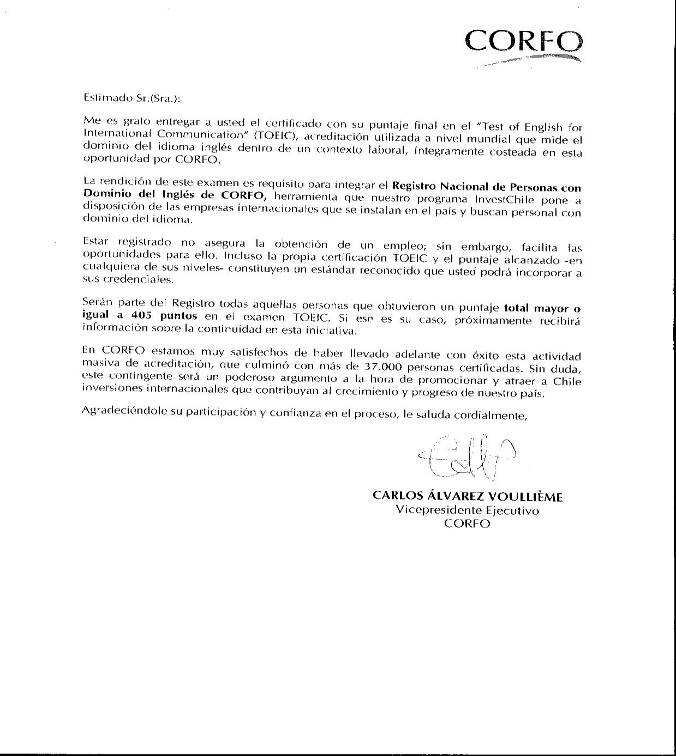 CORFO
Estimado Sr.(Sra.):
Me es grato entregar a usted el certificado con su puntaje final en el "Test of English for
International Communication" (TOEIC), acreditación utilizada a nivel mundial que mide el
dominio del idioma inglés dentro de un contexto laboral, íntegramente costeada en esta
oportunidad por CORFO.
La rendición de este examen es requisito para integrar el Registro Nacional de Personas con
Dominio del Inglés de CORFO, herramienta que nuestro programa InvestChile pone a
disposición de las empresas internacionales que se instalan en el país y buscan personal con
dominio del idioma.
Estar registrado no asegura la obtención de un empleo; sin embargo, facilita las
oportunidades para ello. Incluso la propia certificación TOEIC y el puntaje alcanzado -en
cualquiera de sus niveles- constituyen un estándar reconocido que usted podrá incorporar a
sus credenciales.
Serán parte del Registro todas aquellas personas que obtuvieron un puntaje total mayor o
igual a 405 puntos en el examen TOEIC. Si ese es su caso, próximamente recibirá
información sobre la continuidad en esta iniciativa.
En CORFO estamos muy satisfechos de haber llevado adelante con éxito esta actividad
masiva de acreditación, que culminó con más de 37.000 personas certificadas. Sin duda,
este contingente será un poderoso argumento a la hora de promocionar y atraer a Chile
inversiones internacionales que contribuyan al crecimiento y progreso de nuestro país.
Agradeciéndole su participación y confianza en el proceso, le saluda cordialmente,
CARLOS ÁLVAREZ VOULLIÈME
Vicepresidente Ejecutivo
CORFO